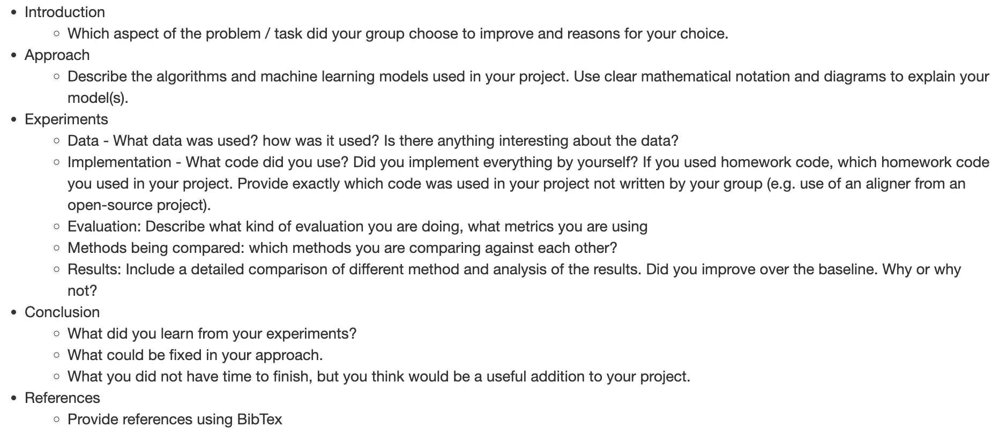 • Introduction
◦ Which aspect of the problem / task did your group choose to improve and reasons for your choice.
• Approach
◦ Describe the algorithms and machine learning models used in your project. Use clear mathematical notation and diagrams to explain your
model(s).
• Experiments
◦ Data - What data was used? how was it used? Is there anything interesting about the data?
◦ Implementation - What code did you use? Did you implement everything by yourself? If you used homework code, which homework code
you used in your project. Provide exactly which code was used in your project not written by your group (e.g. use of an aligner from an
open-source project).
◦ Evaluation: Describe what kind of evaluation you are doing, what metrics you are using
◦ Methods being compared: which methods you are comparing against each other?
◦ Results: Include a detailed comparison of different method and analysis of the results. Did you improve over the baseline. Why or why
not?
• Conclusion
◦ What did you learn from your experiments?
◦ What could be fixed in your approach.
◦ What you did not have time to finish, but you think would be a useful addition to your project.
• References
◦ Provide references using BibTex